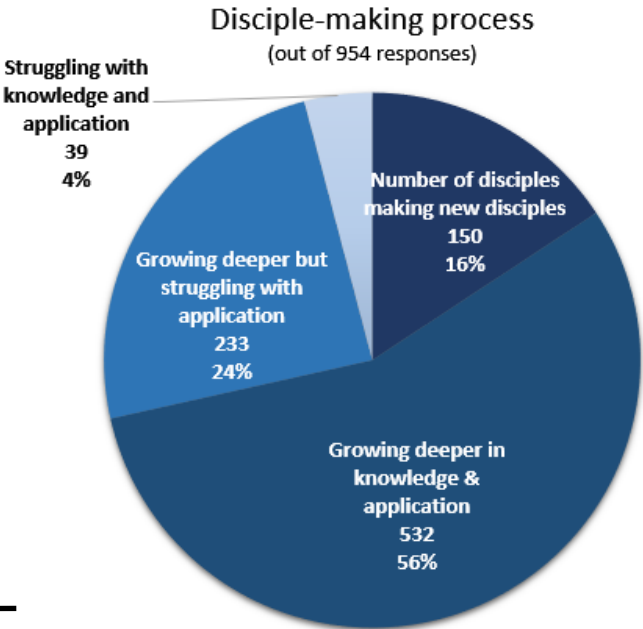 Disciple-making process
(out of 954 responses)
Struggling with
knowledge and
application
39
4%
Number of disciples
making new disciples
150
16%
Growing deeper but
struggling with
application
233
24%
Growing deeper in
knowledge &
application
532
56%